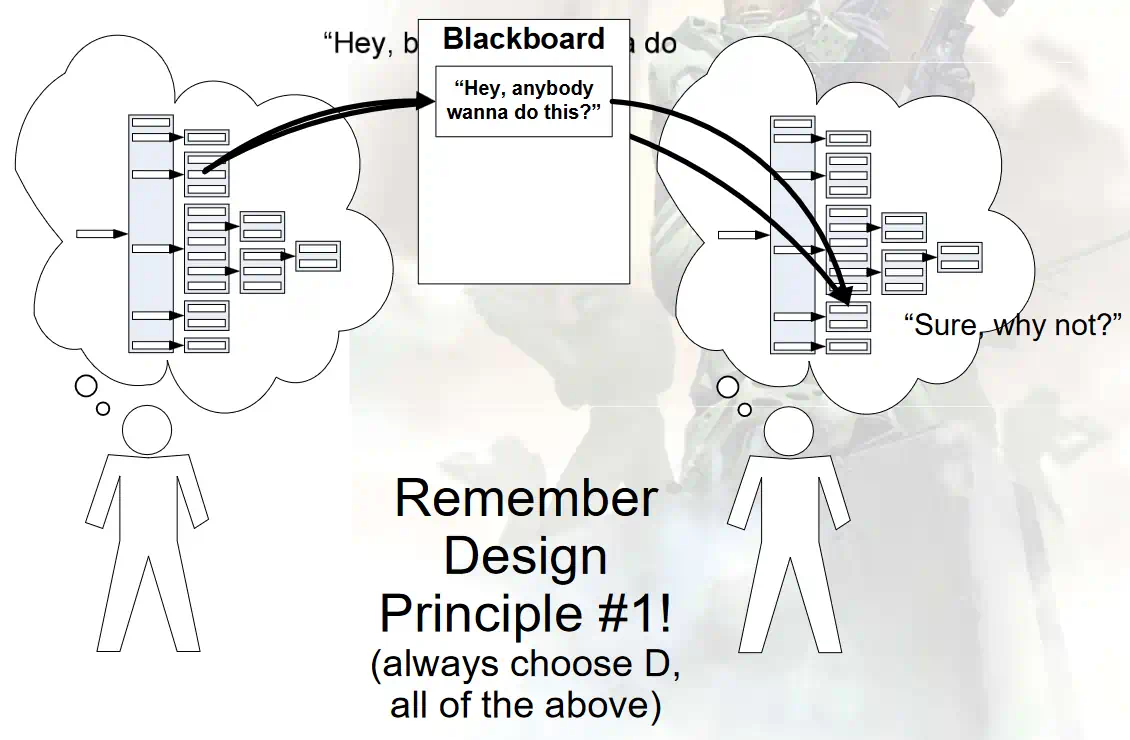 “Hey, b
a do
Blackboard
“Hey, anybody
wanna do this?”
“Sure, why not?”
Remember
Design
Principle #1!
(always choose D,
all of the above)